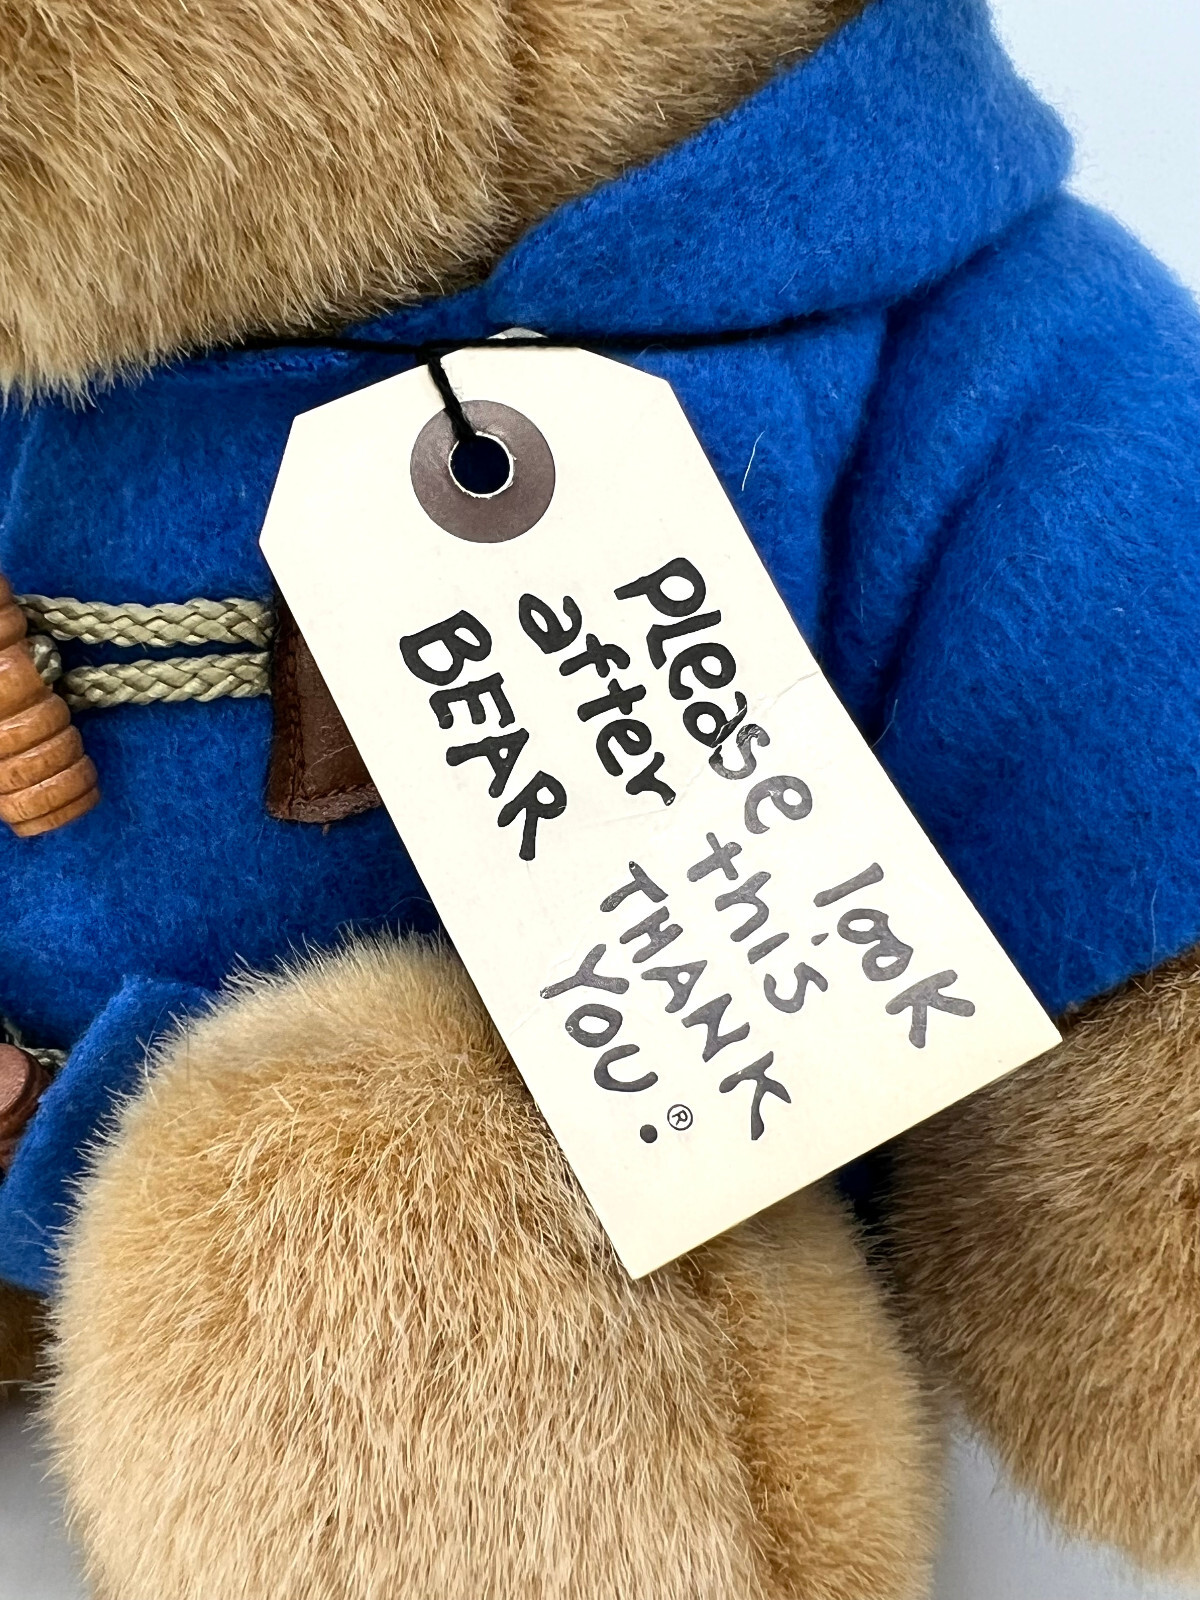 Please look
after this
BEAR THANK
YOU.®